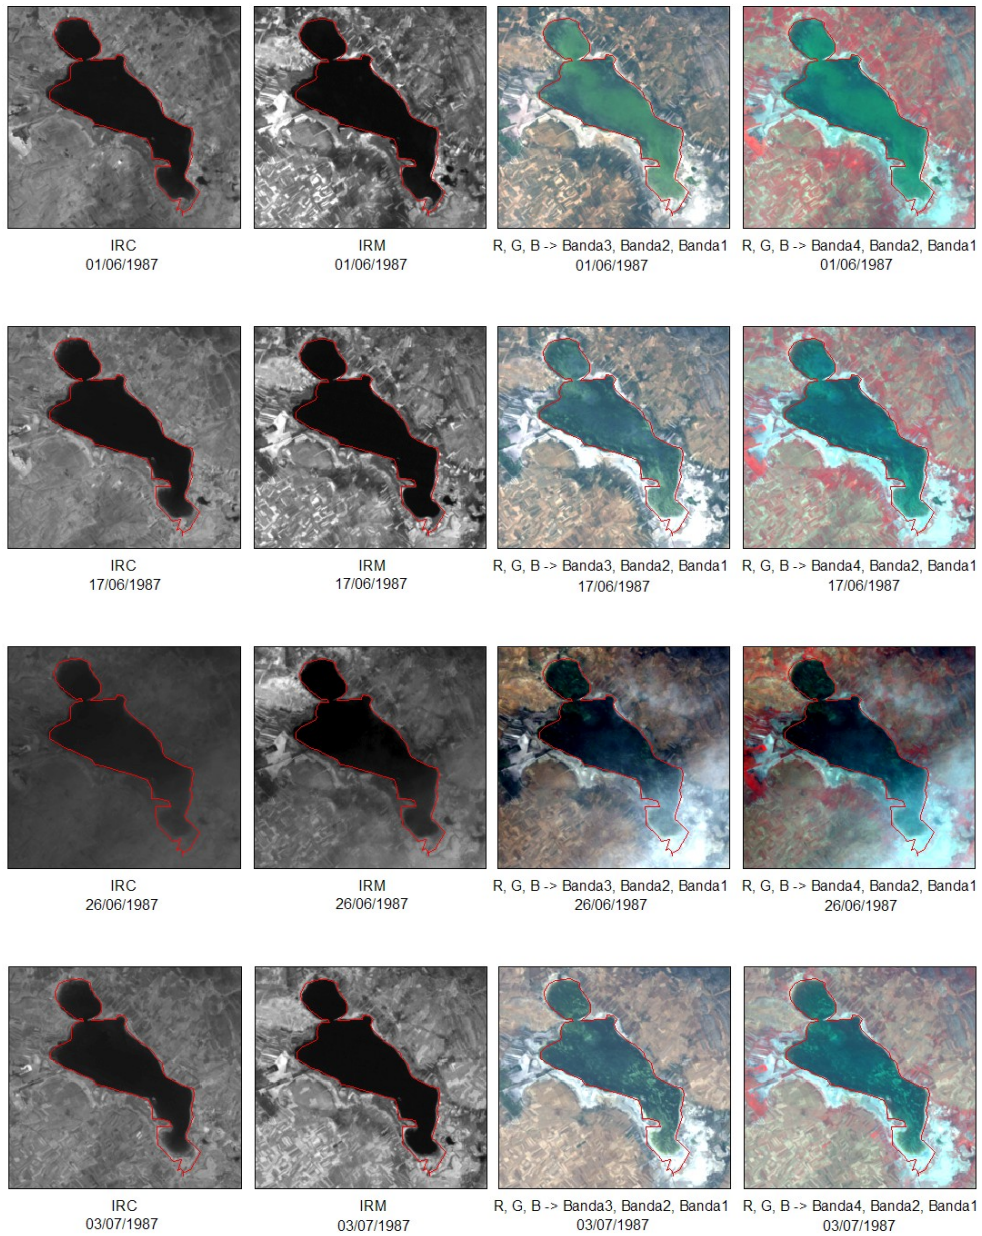 IRC
01/06/1987
IRM
01/06/1987
R, G, B -> Banda3, Banda2, Banda1
01/06/1987
R, G, B -> Banda4, Banda2, Banda1
01/06/1987
IRC
17/06/1987
IRM
17/06/1987
R, G, B -> Banda3, Banda2, Banda1
17/06/1987
R, G, B -> Banda4, Banda2, Banda1
17/06/1987
IRC
26/06/1987
IRM
26/06/1987
R, G, B -> Banda3, Banda2, Banda1
26/06/1987
R, G, B -> Banda4, Banda2, Banda1
26/06/1987
IRC
03/07/1987
IRM
03/07/1987
R, G, B -> Banda3, Banda2, Banda1
03/07/1987
R, G, B -> Banda4, Banda2, Banda1
03/07/1987